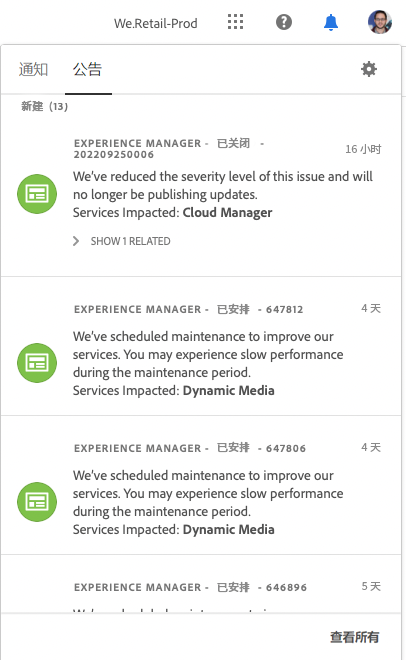 We.Retail-Prod
通知 公告
新建（13）
EXPERIENCE MANAGER - 已关闭 -
202209250006
16 小时
We've reduced the severity level of this issue and will
no longer be publishing updates.
Services Impacted: Cloud Manager
SHOW 1 RELATED
EXPERIENCE MANAGER - 已安排 - 647812
4 天
We've scheduled maintenance to improve our
services. You may experience slow performance
during the maintenance period.
Services Impacted: Dynamic Media
EXPERIENCE MANAGER - 已安排 - 647806
4 天
We've scheduled maintenance to improve our
services. You may experience slow performance
during the maintenance period.
Services Impacted: Dynamic Media
EXPERIENCE MANAGER - 已安排 - 646896
5 天
查看所有